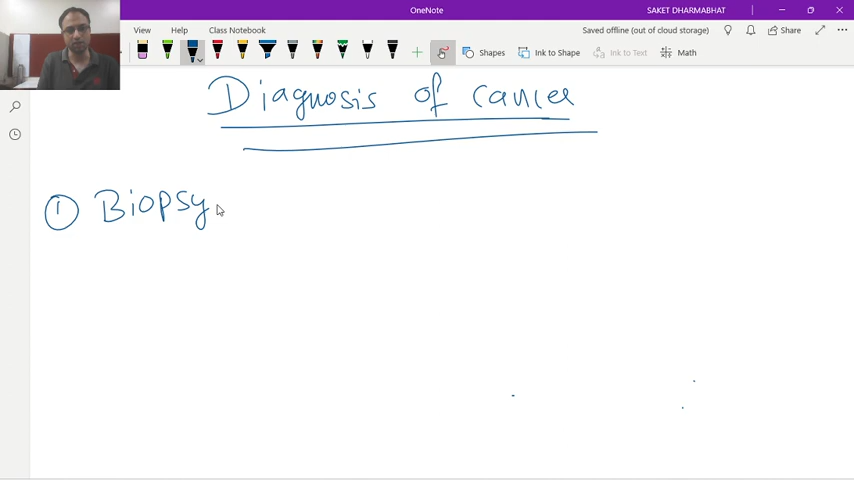 OneNote
SAKET DHARMABHAT
View Help Class Notebook
Saved offline (out of cloud storage) Share
Shapes Ink to Shape Ink to Text Math
Diagnosis of cancer
① Biopsy